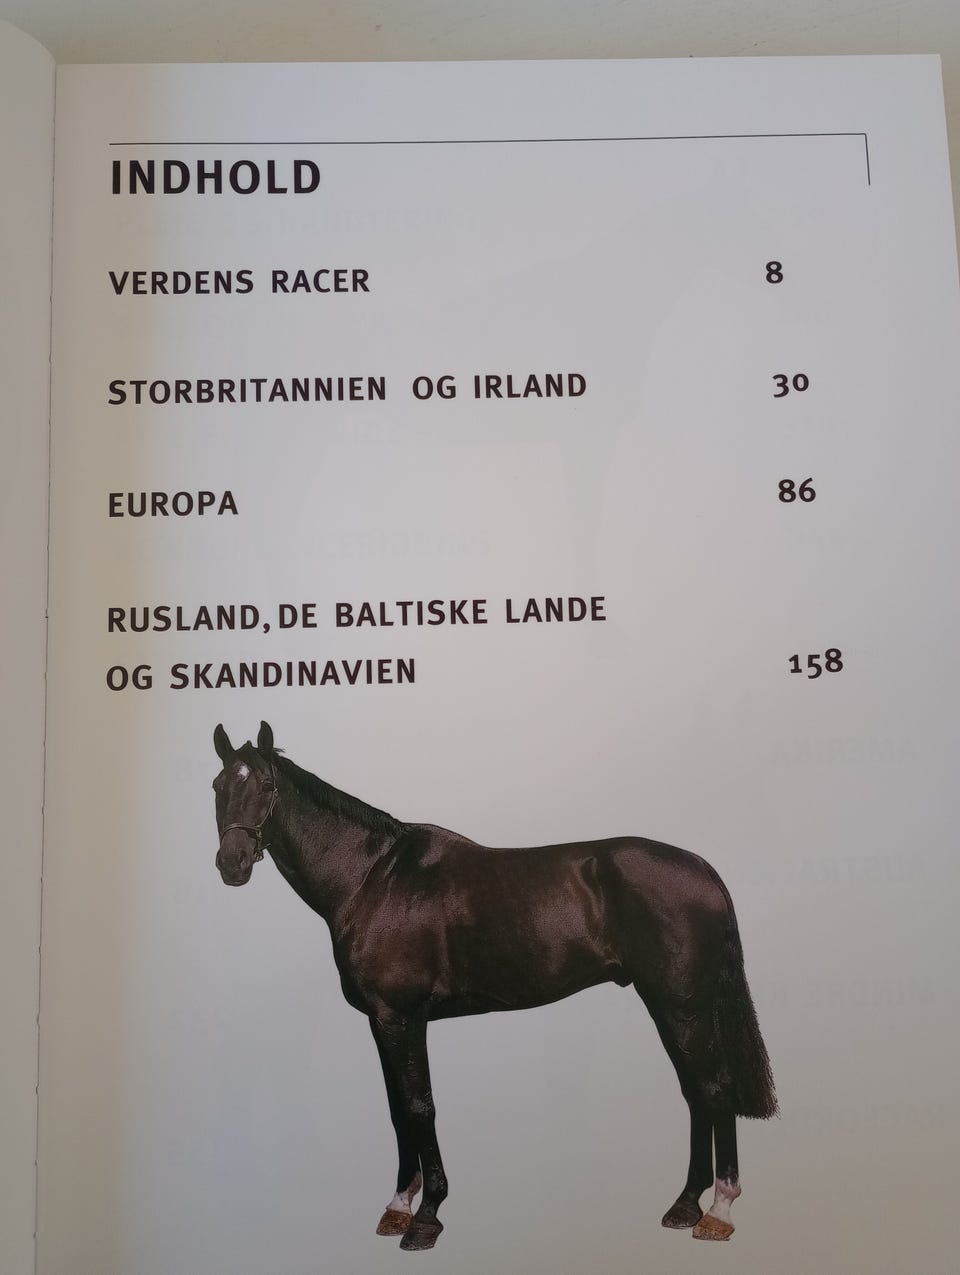 INDHOLD
VERDENS RACER 8
STORBRITANNIEN OG IRLAND 30
EUROPA 86
RUSLAND, DE BALTISKE LANDE
OG SKANDINAVIEN 158